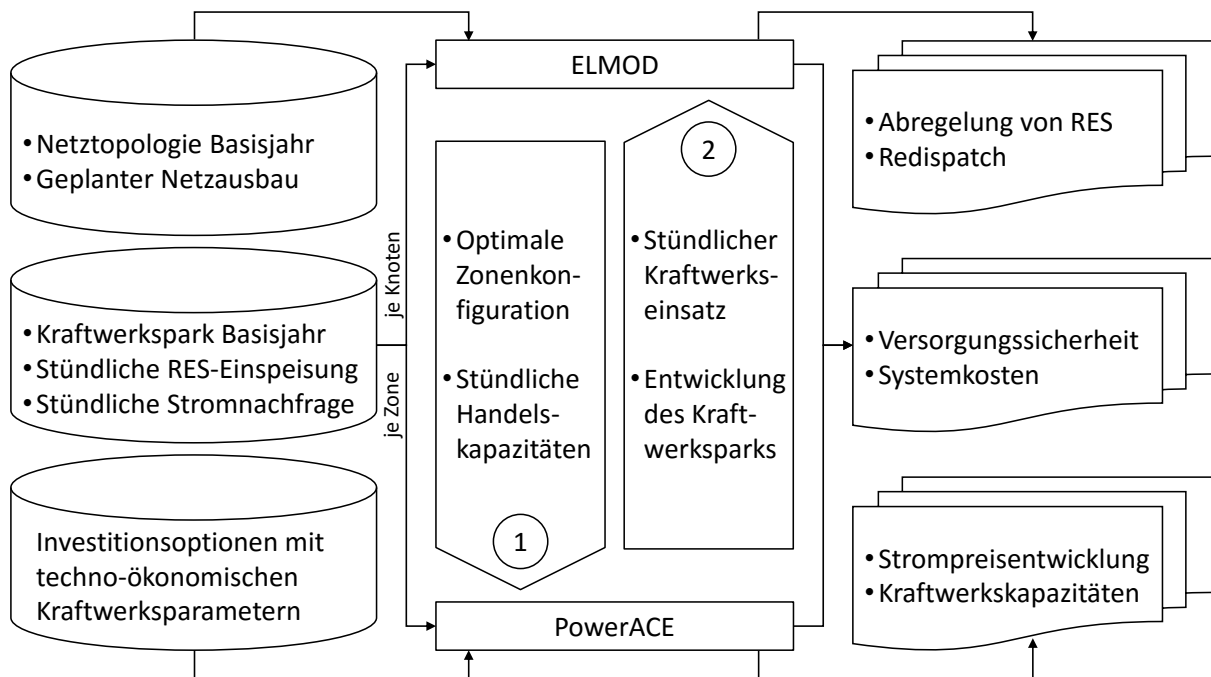 ELMOD
• Netztopologie Basisjahr
• Geplanter Netzausbau
• Kraftwerkspark Basisjahr
• Stündliche RES-Einspeisung
• Stündliche Stromnachfrage
Investitionsoptionen mit
techno-ökonomischen
Kraftwerksparametern
je Knoten
je Zone
• Optimale
Zonenkon-
figuration
• Stündliche
Handels-
kapazitäten
1
2
• Stündlicher
Kraftwerks-
einsatz
• Entwicklung
des Kraft-
werksparks
PowerACE
• Abregelung von RES
• Redispatch
• Versorgungssicherheit
• Systemkosten
• Strompreisentwicklung
• Kraftwerkskapazitäten